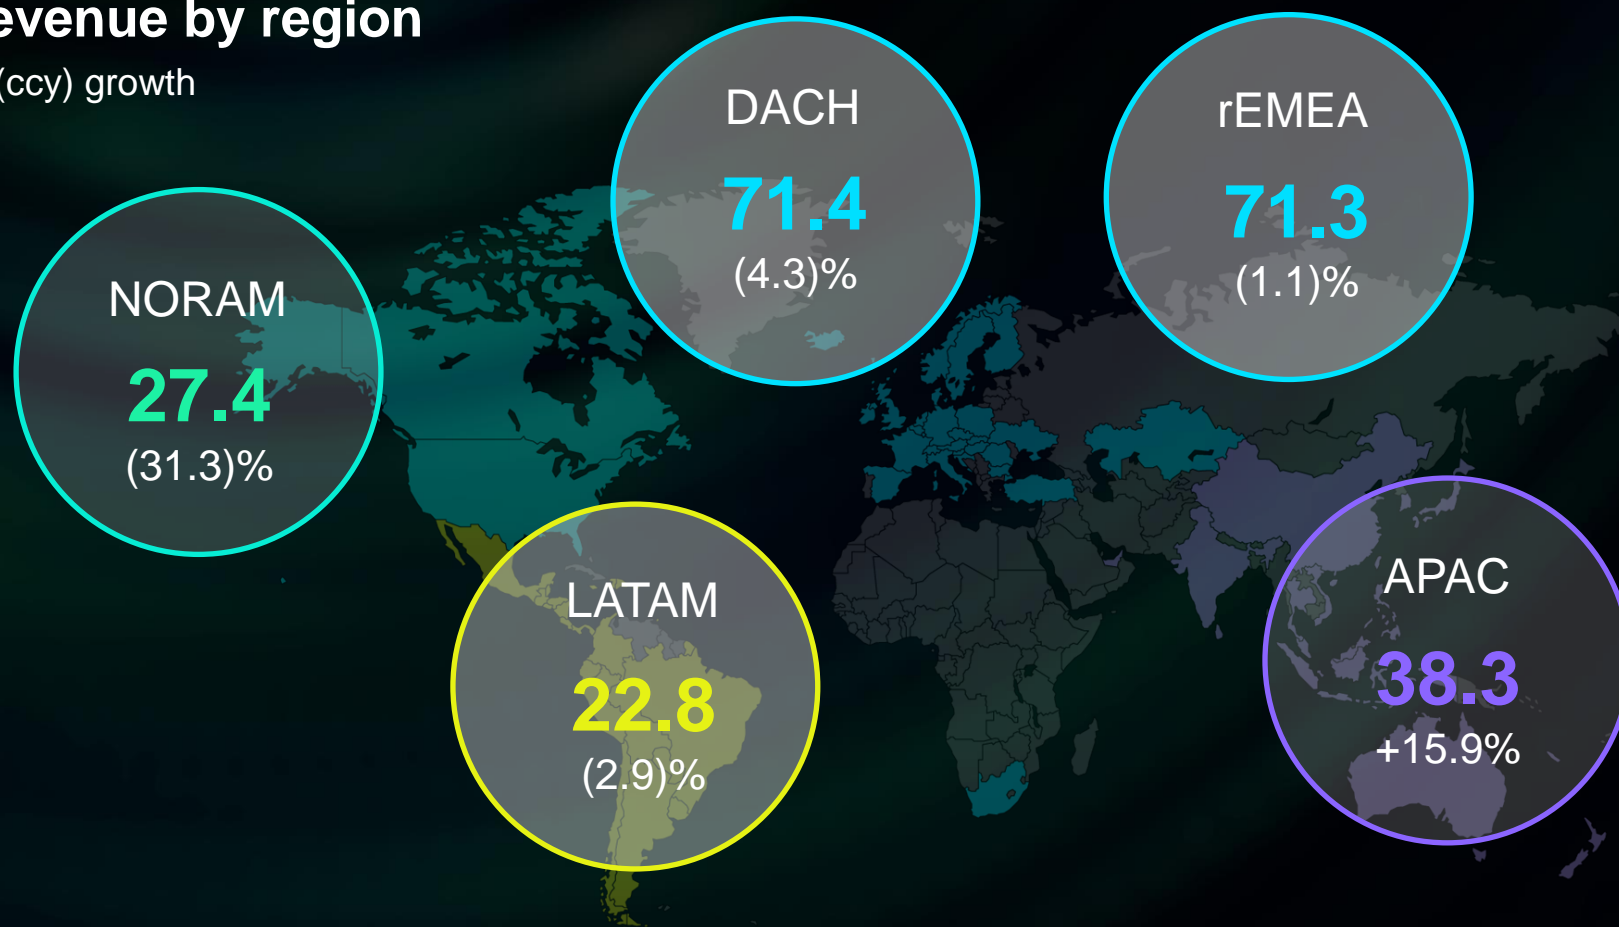 evenue by region
(ccy) growth
DACH
71.4
(4.3)%
rEMEA
71.3
(1.1)%
NORAM
27.4
(31.3)%
LATAM
22.8
(2.9)%
APAC
38.3
+15.9%